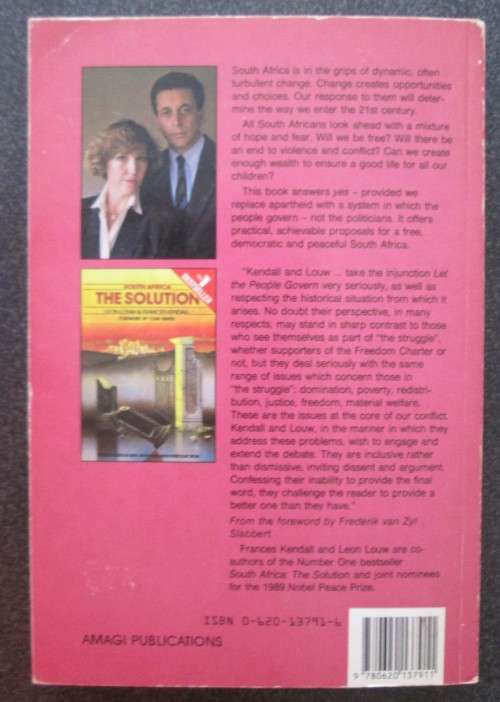 South Africa is in the grips of dynamic, often
turbulent change. Change creates opportunities
and choices. Our response to them will deter-
mine the way we enter the 21st century.
All South Africans look ahead with a mixture
of hope and fear. Will we be free? Will there be
an end to violence and conflict? Can we create
enough wealth to ensure a good life for all our
children?
This book answers yes – provided we
replace apartheid with a system in which the
people govern – not the politicians. It offers
practical, achievable proposals for a free,
democratic and peaceful South Africa.
#1
BESTSELLER
SOUTH AFRICA
THE SOLUTION
LEON LOUW & FRANCES KENDALL
"Kendall and Louw ... take the injunction Let
the People Govern very seriously, as well as
respecting the historical situation from which it
arises. No doubt their perspective, in many
respects, may stand in sharp contrast to those
who see themselves as part of "the struggle",
whether supporters of the Freedom Charter or
not, but they deal seriously with the same
range of issues which concern those in
"the struggle": domination, poverty, redistri-
bution, justice, freedom, material welfare.
These are the issues at the core of our conflict.
Kendall and Louw, in the manner in which they
address these problems, wish to engage and
extend the debate. They are inclusive rather
than dismissive, inviting dissent and argument.
Confessing their inability to provide the final
word, they challenge the reader to provide a
better one than they have."
From the foreword by Frederik van Zyl
Slabbert
Frances Kendall and Leon Louw are co-
authors of the Number One bestseller
South Africa: The Solution and joint nominees
for the 1989 Nobel Peace Prize.
ISBN 0-620-13791-6
AMAGI PUBLICATIONS
9 780620 137911